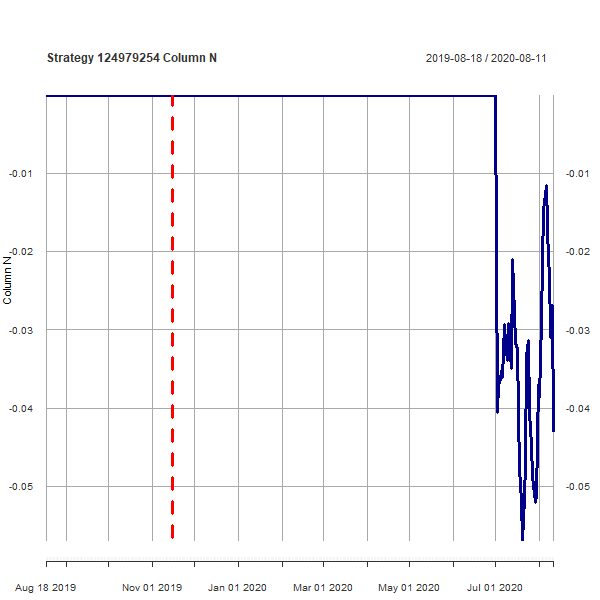 Strategy 124979254 Column N
2019-08-18 / 2020-08-11
-0.01 -0.01
-0.02 -0.02
-0.03 -0.03
-0.04 -0.04
-0.05 -0.05
Column N
Aug 18 2019 Nov 01 2019 Jan 01 2020 Mar 01 2020 May 01 2020 Jul 01 2020